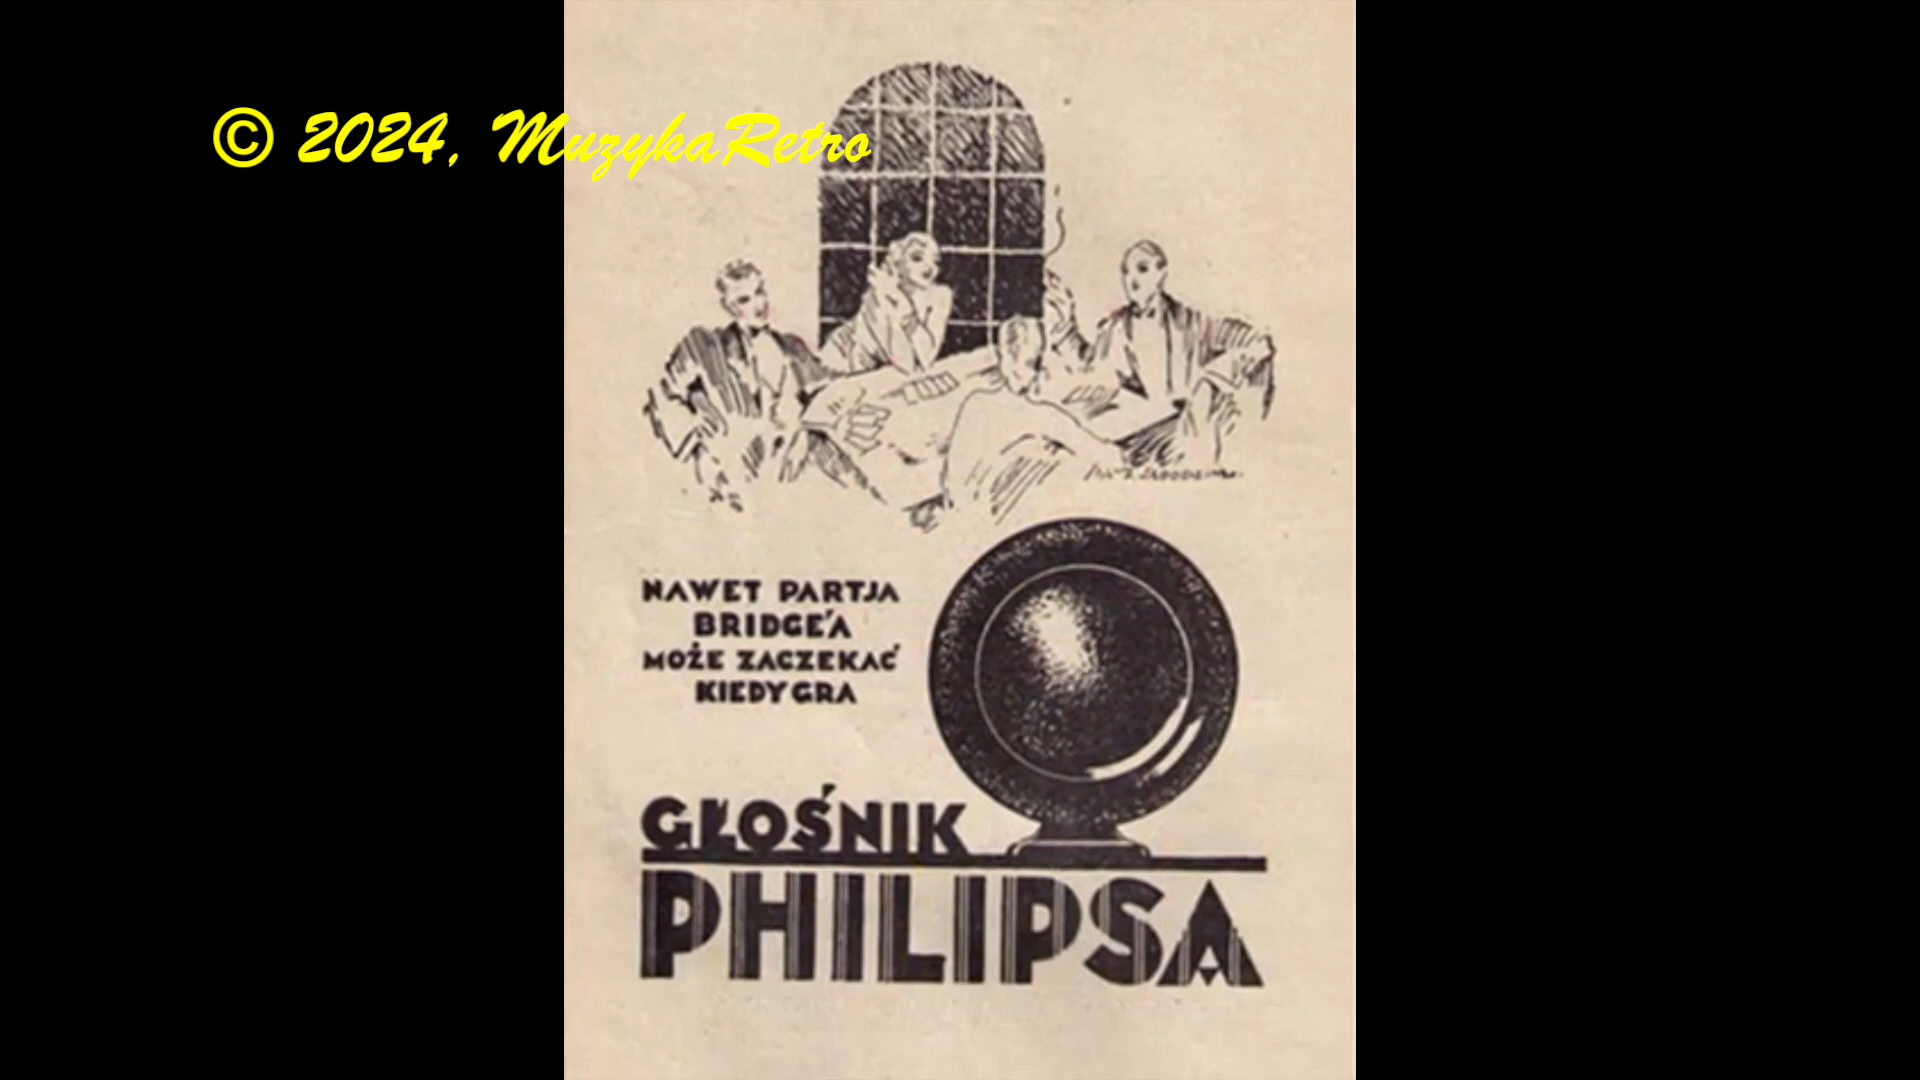 © 2024, MuzykaRetro
NAWET PARTJA
BRIDGE'A
MOŻE ZACZEKAĆ
KIEDY GRA
GŁOŚNIK
PHILIPSA